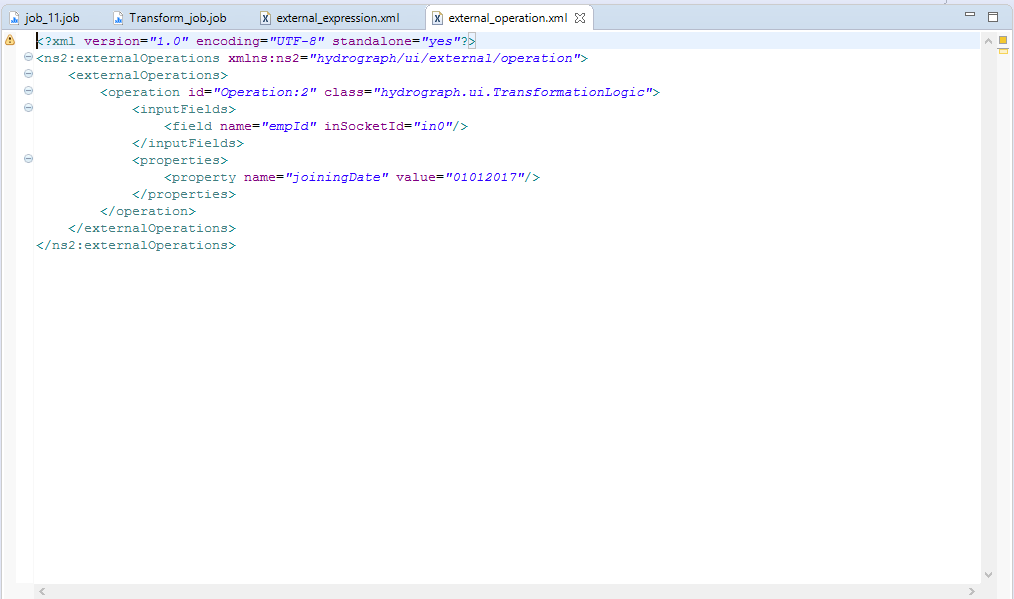 job_11.job Transform_job.job external_expression.xml external_operation.xml
<?xml version="1.0" encoding="UTF-8" standalone="yes"?>
<ns2:externalOperations xmlns:ns2="hydrograph/ui/external/operation">
    <externalOperations>
        <operation id="Operation:2" class="hydrograph.ui.TransformationLogic">
            <inputFields>
                <field name="empId" inSocketId="in0"/>
            </inputFields>
            <properties>
                <property name="joiningDate" value="01012017"/>
            </properties>
        </operation>
    </externalOperations>
</ns2:externalOperations>